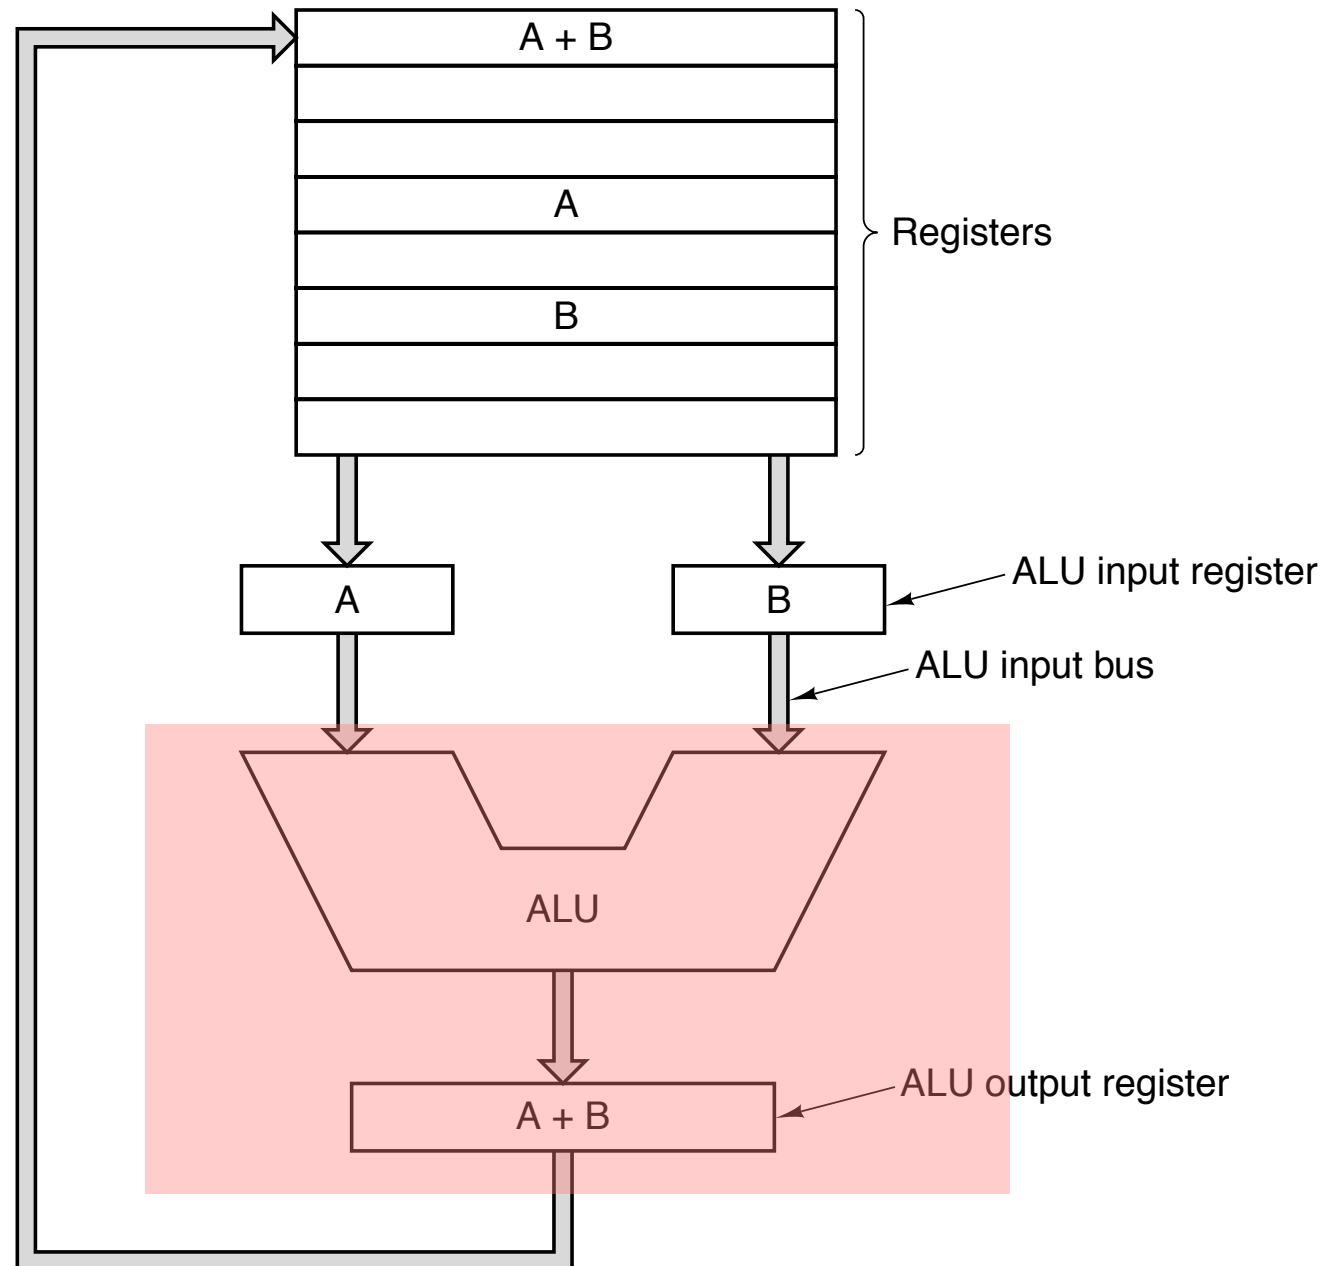 A + B
A
Registers
B
A
B
ALU input register
ALU input bus
ALU
ALU output register
A + B